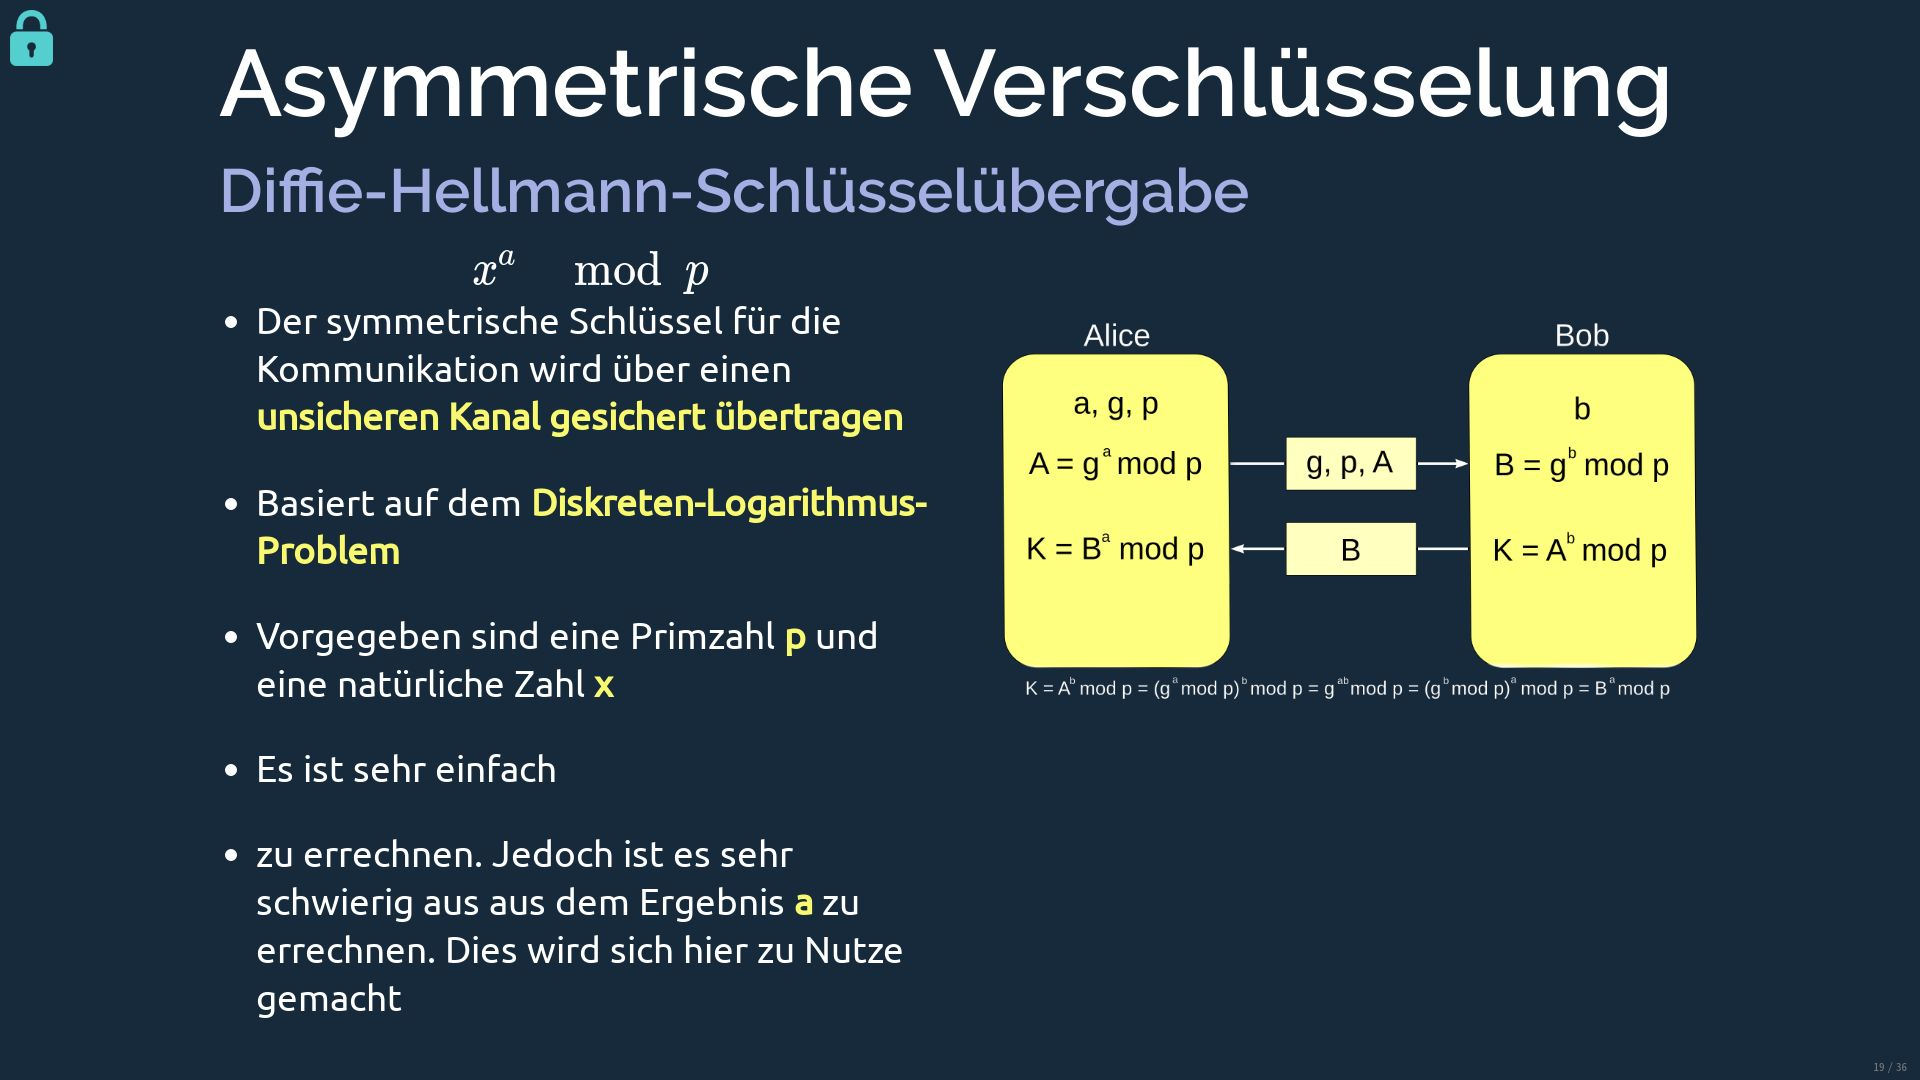 Asymmetrische Verschlüsselung
Diffie-Hellmann-Schlüsselübergabe
x^a mod p
• Der symmetrische Schlüssel für die
Kommunikation wird über einen
unsicheren Kanal gesichert übertragen
• Basiert auf dem Diskreten-Logarithmus-
Problem
• Vorgegeben sind eine Primzahl p und
eine natürliche Zahl x
• Es ist sehr einfach
• zu errechnen. Jedoch ist es sehr
schwierig aus aus dem Ergebnis a zu
errechnen. Dies wird sich hier zu Nutze
gemacht
Alice
a, g, p
A = g^a mod p
K = B^a mod p
g, p, A
B
Bob
b
B = g^b mod p
K = A^b mod p
K = A^b mod p = (g^a mod p)^b mod p = g^ab mod p = (g^b mod p)^a mod p = B^a mod p
19 / 36